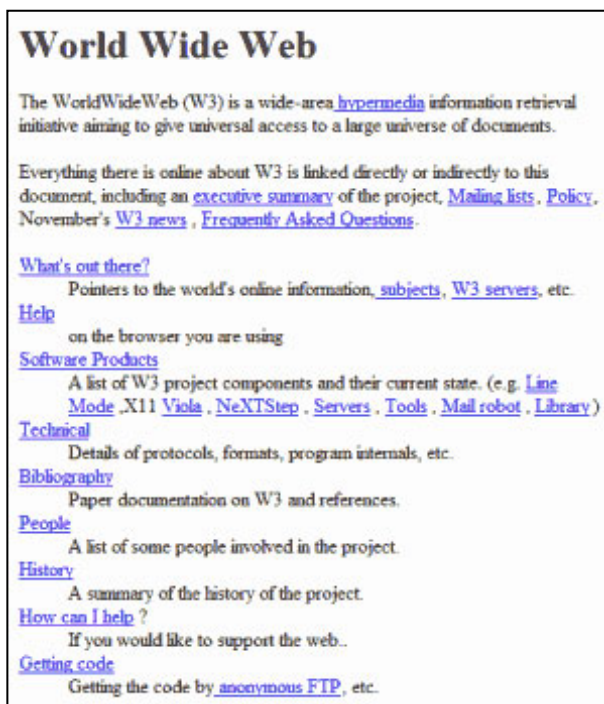 World Wide Web
The WorldWideWeb (W3) is a wide-area hypermedia information retrieval
initiative aiming to give universal access to a large universe of documents.
Everything there is online about W3 is linked directly or indirectly to this
document, including an executive summary of the project, Mailing lists , Policy,
November's W3 news , Frequently Asked Questions.
What's out there?
Pointers to the world's online information, subjects, W3 servers, etc.
Help
on the browser you are using
Software Products
A list of W3 project components and their current state. (e.g. Line
Mode ,X11 Viola , NeXTStep , Servers , Tools , Mail robot , Library )
Technical
Details of protocols, formats, program internals, etc.
Bibliography
Paper documentation on W3 and references.
People
A list of some people involved in the project.
History
A summary of the history of the project.
How can I help ?
If you would like to support the web..
Getting code
Getting the code by anonymous FTP, etc.